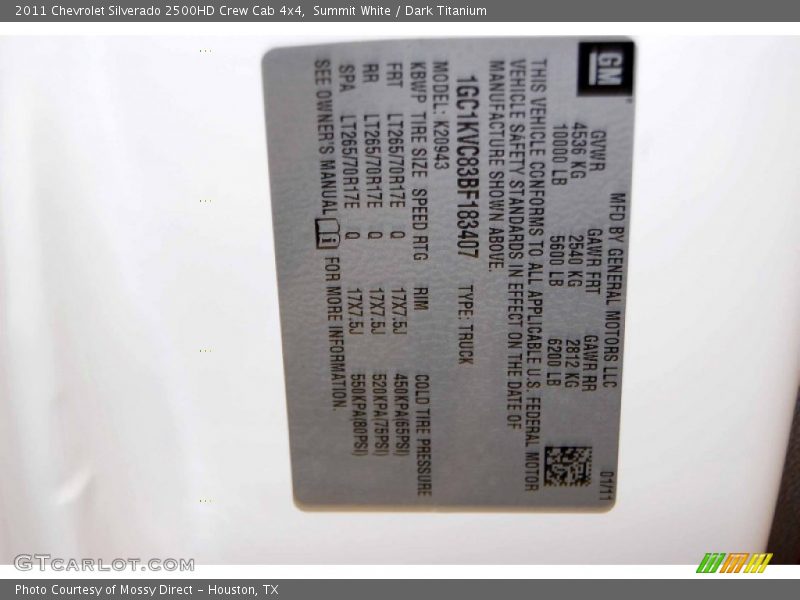 2011 Chevrolet Silverado 2500HD Crew Cab 4x4, Summit White / Dark Titanium
GM
MFD BY GENERAL MOTORS LLC 01/11
GVWR GAWR FRT GAWR RR
4536 KG 2540 KG 2812 KG
10000 LB 5600 LB 6200 LB
THIS VEHICLE CONFORMS TO ALL APPLICABLE U.S. FEDERAL MOTOR
VEHICLE SAFETY STANDARDS IN EFFECT ON THE DATE OF
MANUFACTURE SHOWN ABOVE.
1GC1KVC83BF183407 TYPE: TRUCK
MODEL: K20943
KBWP TIRE SIZE SPEED RTG RIM COLD TIRE PRESSURE
FRT LT265/70R17E Q 17X7.5J 450KPA(65PSI)
RR LT265/70R17E Q 17X7.5J 520KPA(75PSI)
SPA LT265/70R17E Q 17X7.5J 550KPA(80PSI)
SEE OWNER'S MANUAL i FOR MORE INFORMATION.
GTCARLOT.COM
Photo Courtesy of Mossy Direct - Houston, TX